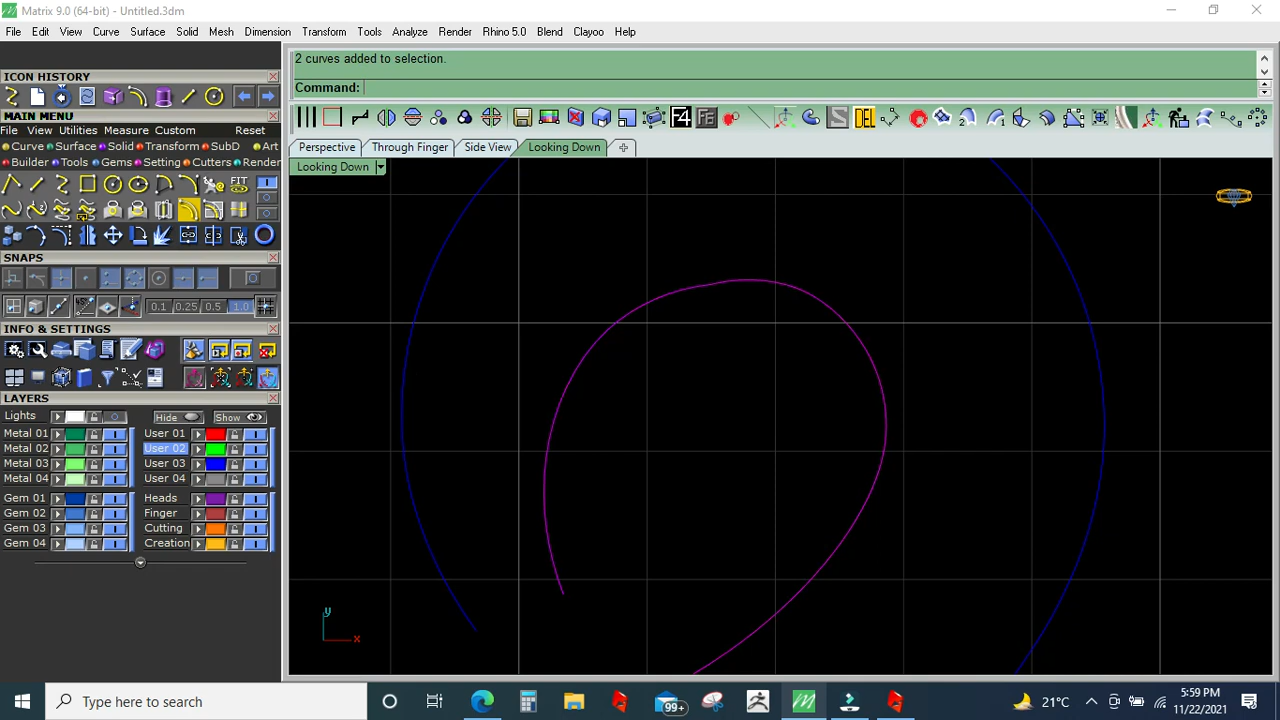 Matrix 9.0 (64-bit) - Untitled.3dm
File Edit View Curve Surface Solid Mesh Dimension Transform Tools Analyze Render Rhino 5.0 Blend Clayoo Help
2 curves added to selection.
Command:
ICON HISTORY
MAIN MENU
File View Utilities Measure Custom Reset
Curve Surface Solid Transform SubD Art
Builder Tools Gems Setting Cutters Render
FIT
SNAPS
0.1 0.25 0.5 1.0
INFO & SETTINGS
LAYERS
Lights Hide Show
Metal 01 User 01
Metal 02 User 02
Metal 03 User 03
Metal 04 User 04
Gem 01 Heads
Gem 02 Finger
Gem 03 Cutting
Gem 04 Creation
F4 F6 DEL
Perspective Through Finger Side View Looking Down
Looking Down
y
x
Type here to search
99+
21°C
5:59 PM
11/22/2021